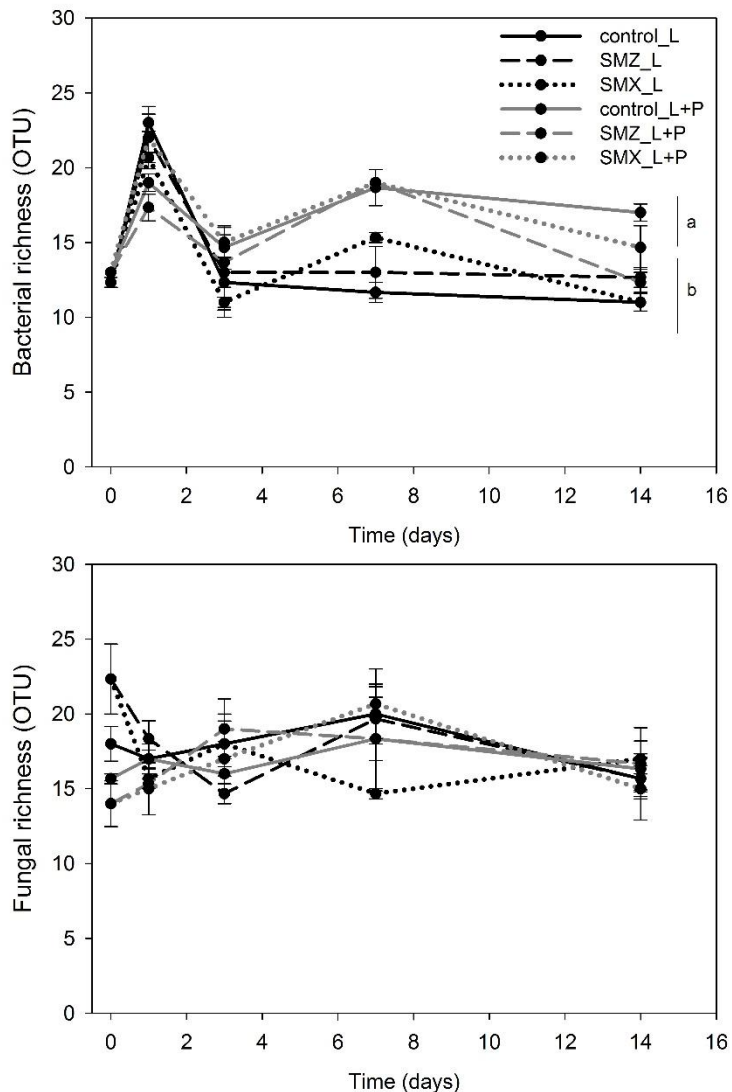 30
25
20
15
10
5
0
Bacterial richness (OTU)
control_L
SMZ_L
SMX_L
control_L+P
SMZ_L+P
SMX_L+P
a
b
0 2 4 6 8 10 12 14 16
Time (days)
30
25
20
15
10
5
0
Fungal richness (OTU)
0 2 4 6 8 10 12 14 16
Time (days)